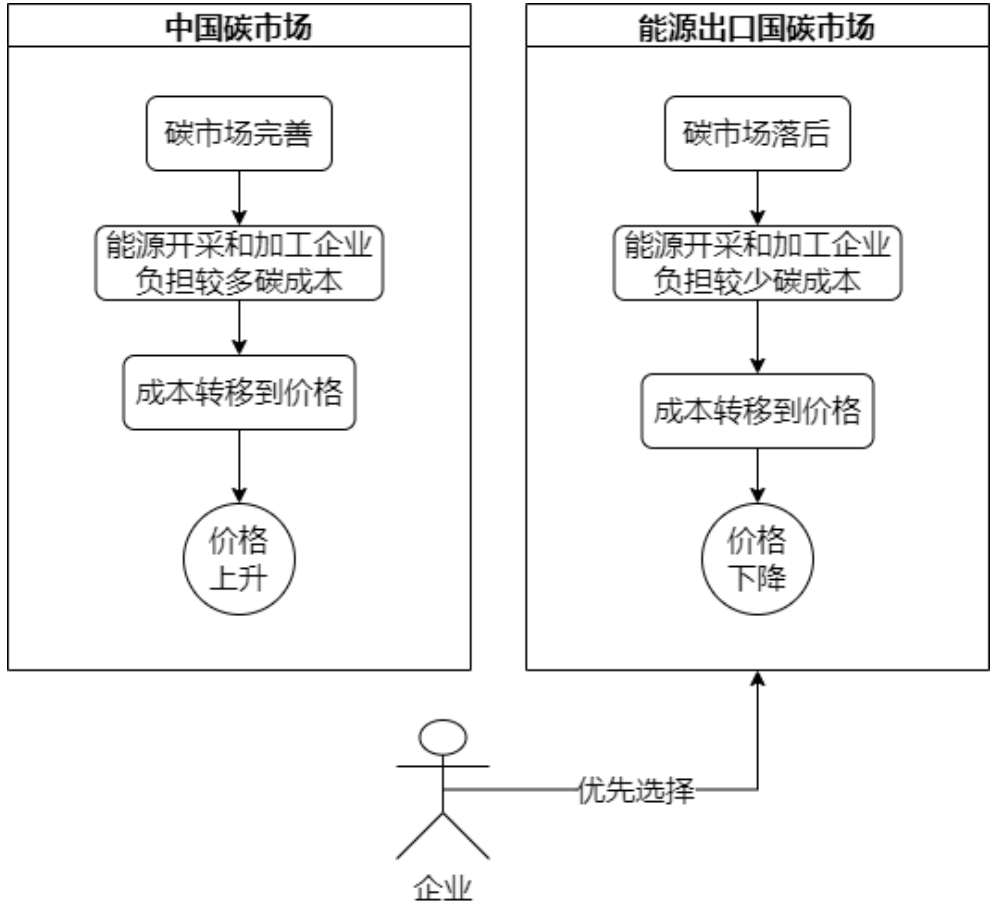 中国碳市场
碳市场完善
能源开采和加工企业
负担较多碳成本
成本转移到价格
价格
上升
能源出口国碳市场
碳市场落后
能源开采和加工企业
负担较少碳成本
成本转移到价格
价格
下降
优先选择
企业